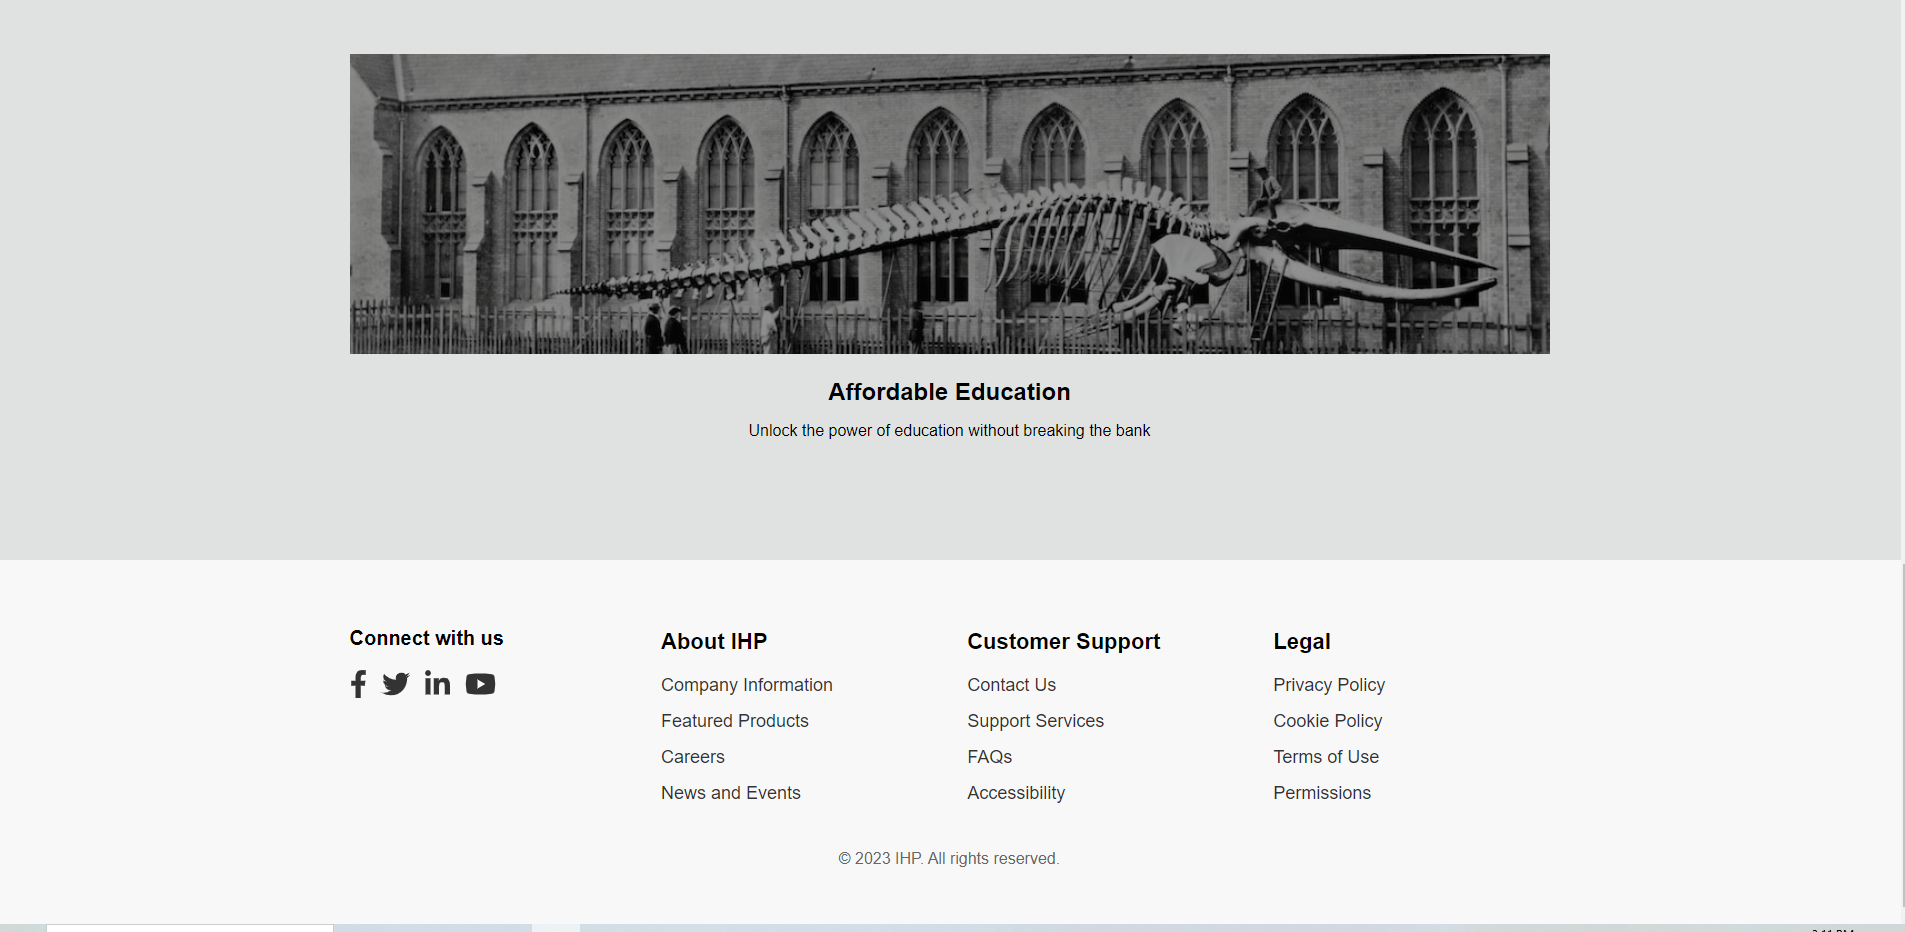 Affordable Education
Unlock the power of education without breaking the bank
Connect with us
About IHP
Company Information
Featured Products
Careers
News and Events
Customer Support
Contact Us
Support Services
FAQs
Accessibility
Legal
Privacy Policy
Cookie Policy
Terms of Use
Permissions
© 2023 IHP. All rights reserved.